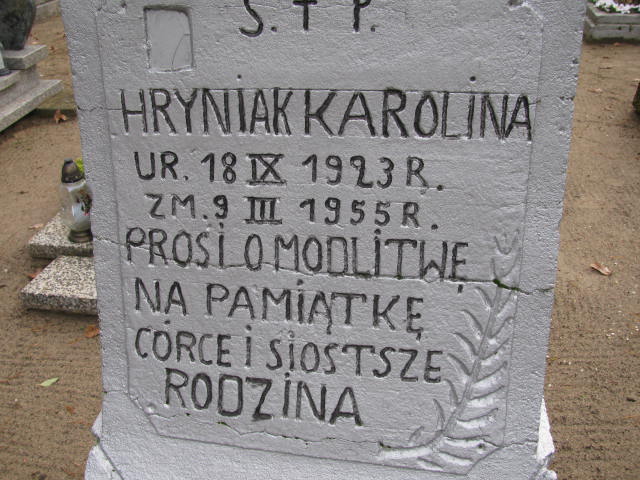 Ś. † P.
HRYNIAK KAROLINA
UR. 18 IX 1923 R.
ZM. 9 III 1955 R.
PROSI O MODLITWĘ
NA PAMIĄTKĘ
CÓRCE i SIOSTSZE
RODZINA